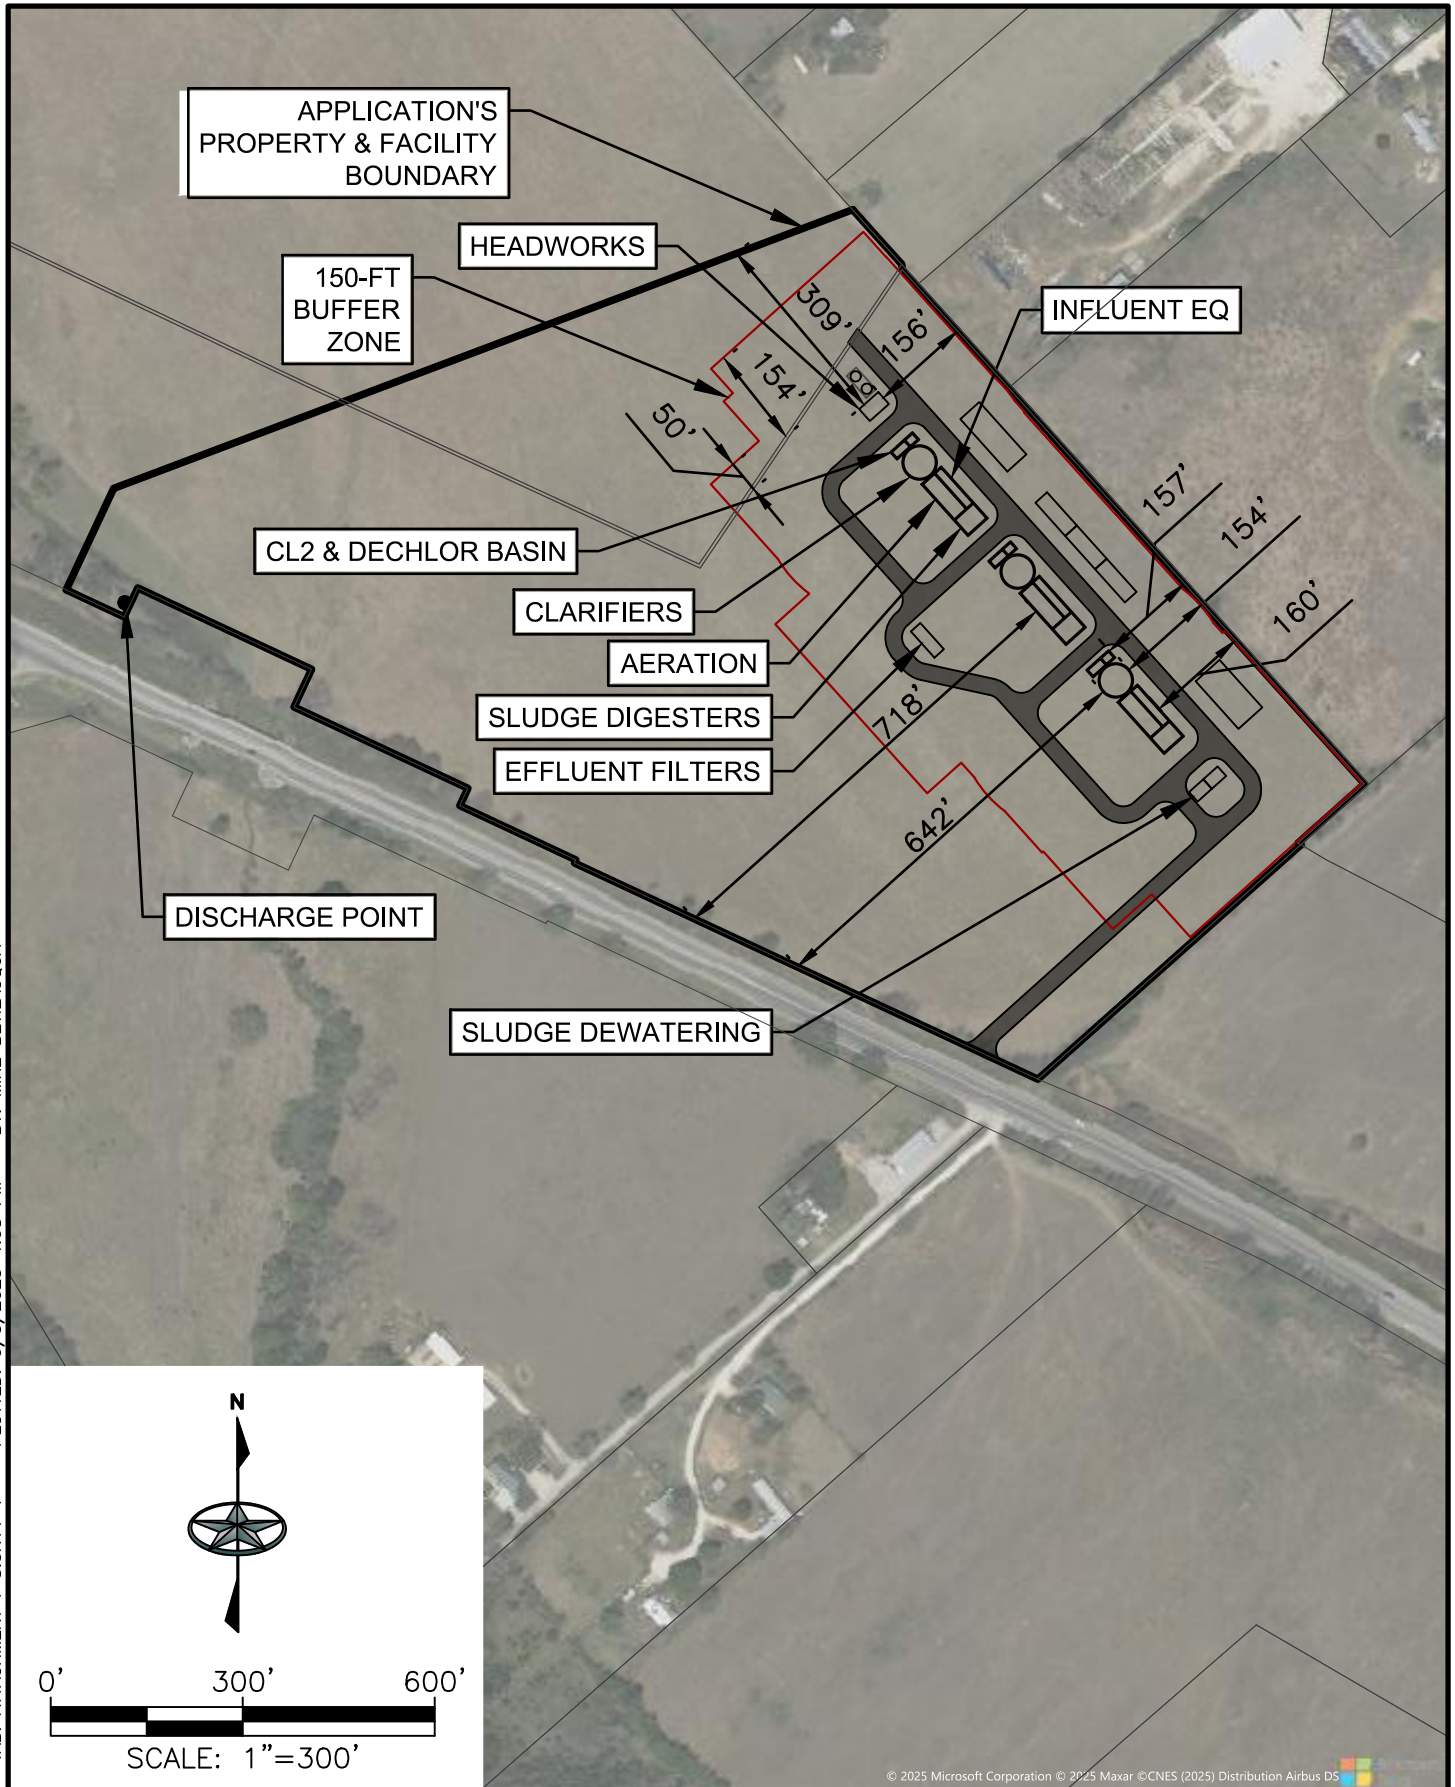 APPLICATION'S
PROPERTY & FACILITY
BOUNDARY
HEADWORKS
150-FT
BUFFER
ZONE
INFLUENT EQ
309'
156'
154'
50'
157'
154'
160'
CL2 & DECHLOR BASIN
CLARIFIERS
AERATION
SLUDGE DIGESTERS
EFFLUENT FILTERS
718'
642'
DISCHARGE POINT
SLUDGE DEWATERING
N
0' 300' 600'
SCALE: 1"=300'
© 2025 Microsoft Corporation © 2025 Maxar ©CNES (2025) Distribution Airbus DS